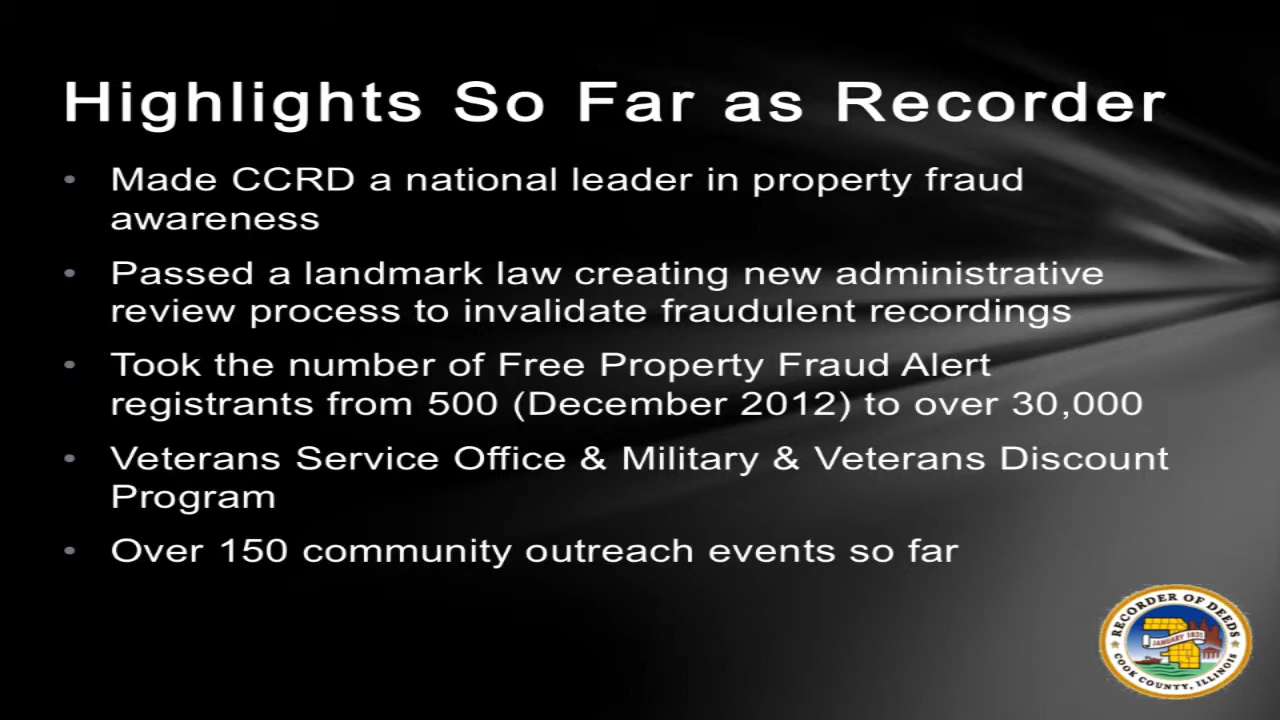 Highlights So Far as Recorder
• Made CCRD a national leader in property fraud
awareness
• Passed a landmark law creating new administrative
review process to invalidate fraudulent recordings
• Took the number of Free Property Fraud Alert
registrants from 500 (December 2012) to over 30,000
• Veterans Service Office & Military & Veterans Discount
Program
• Over 150 community outreach events so far
RECORDER OF DEEDS
JANUARY 1831
COOK COUNTY, ILLINOIS